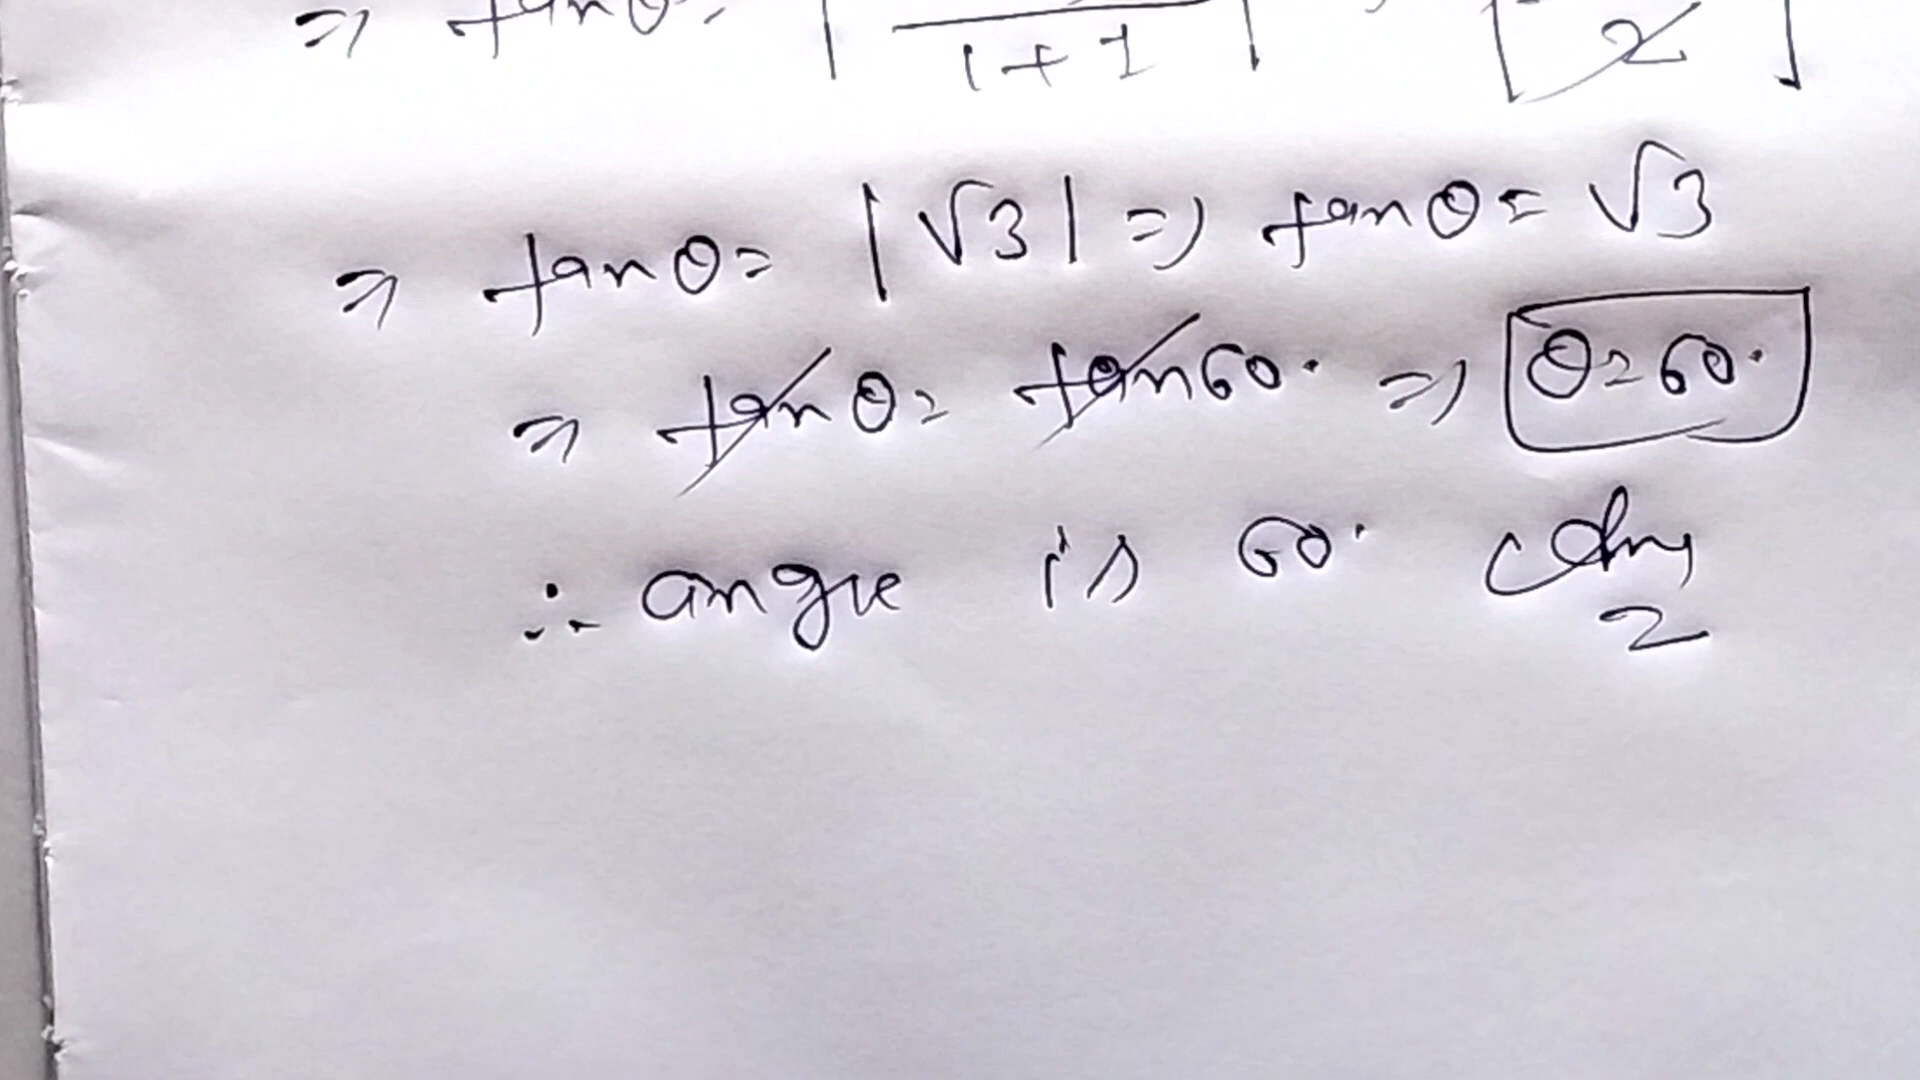 ⇒ tanθ = | / 1+1 | 2
⇒ tanθ = |√3| ⇒ tanθ = √3
⇒ tanθ = tan60° ⇒ θ = 60°
∴ angle is 60° Ans